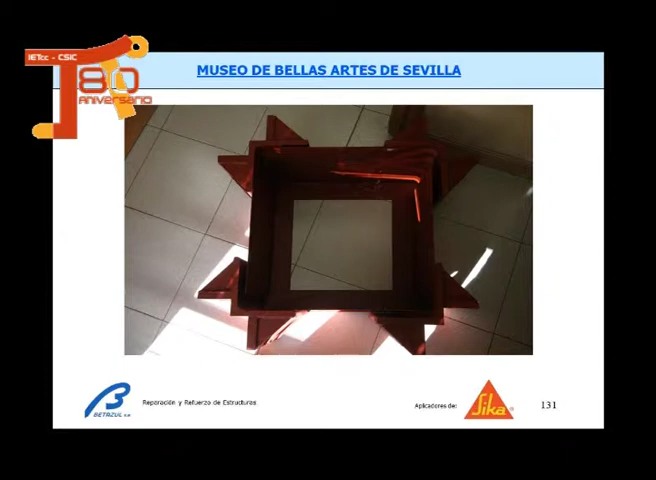 IETcc - CSIC
80
Aniversario
MUSEO DE BELLAS ARTES DE SEVILLA
BETAZUL S.A
Reparación y Refuerzo de Estructuras
Aplicadores de:
Sika
131